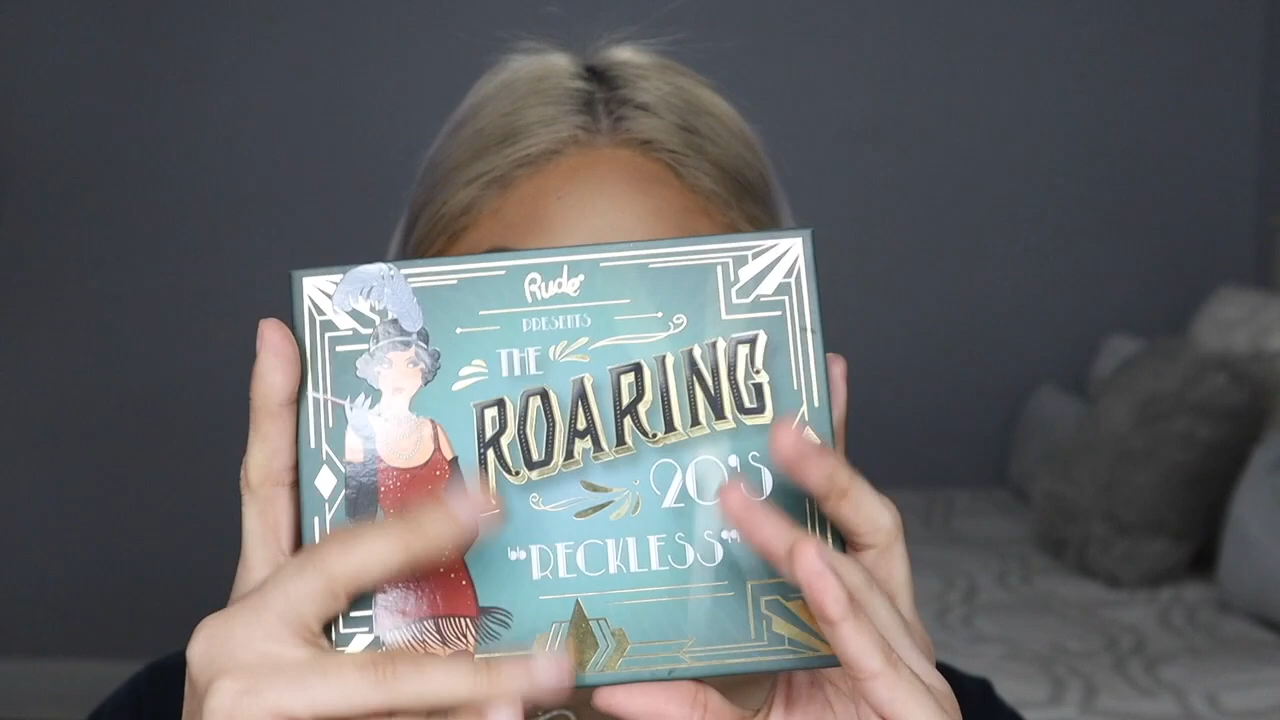 Rude
PRESENTS
THE
ROARING
20'S
"RECKLESS"